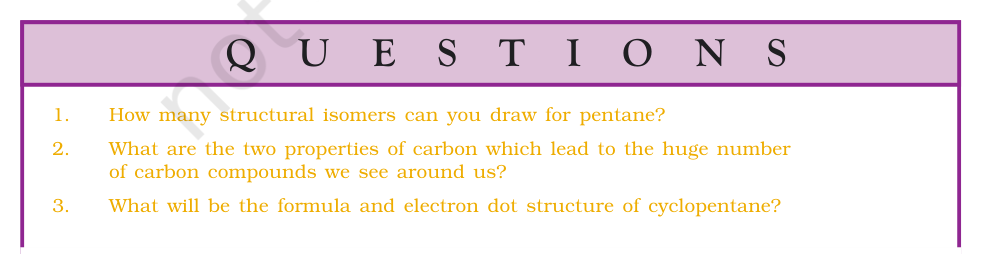 QUESTIONS
1. How many structural isomers can you draw for pentane?
2. What are the two properties of carbon which lead to the huge number
of carbon compounds we see around us?
3. What will be the formula and electron dot structure of cyclopentane?
not